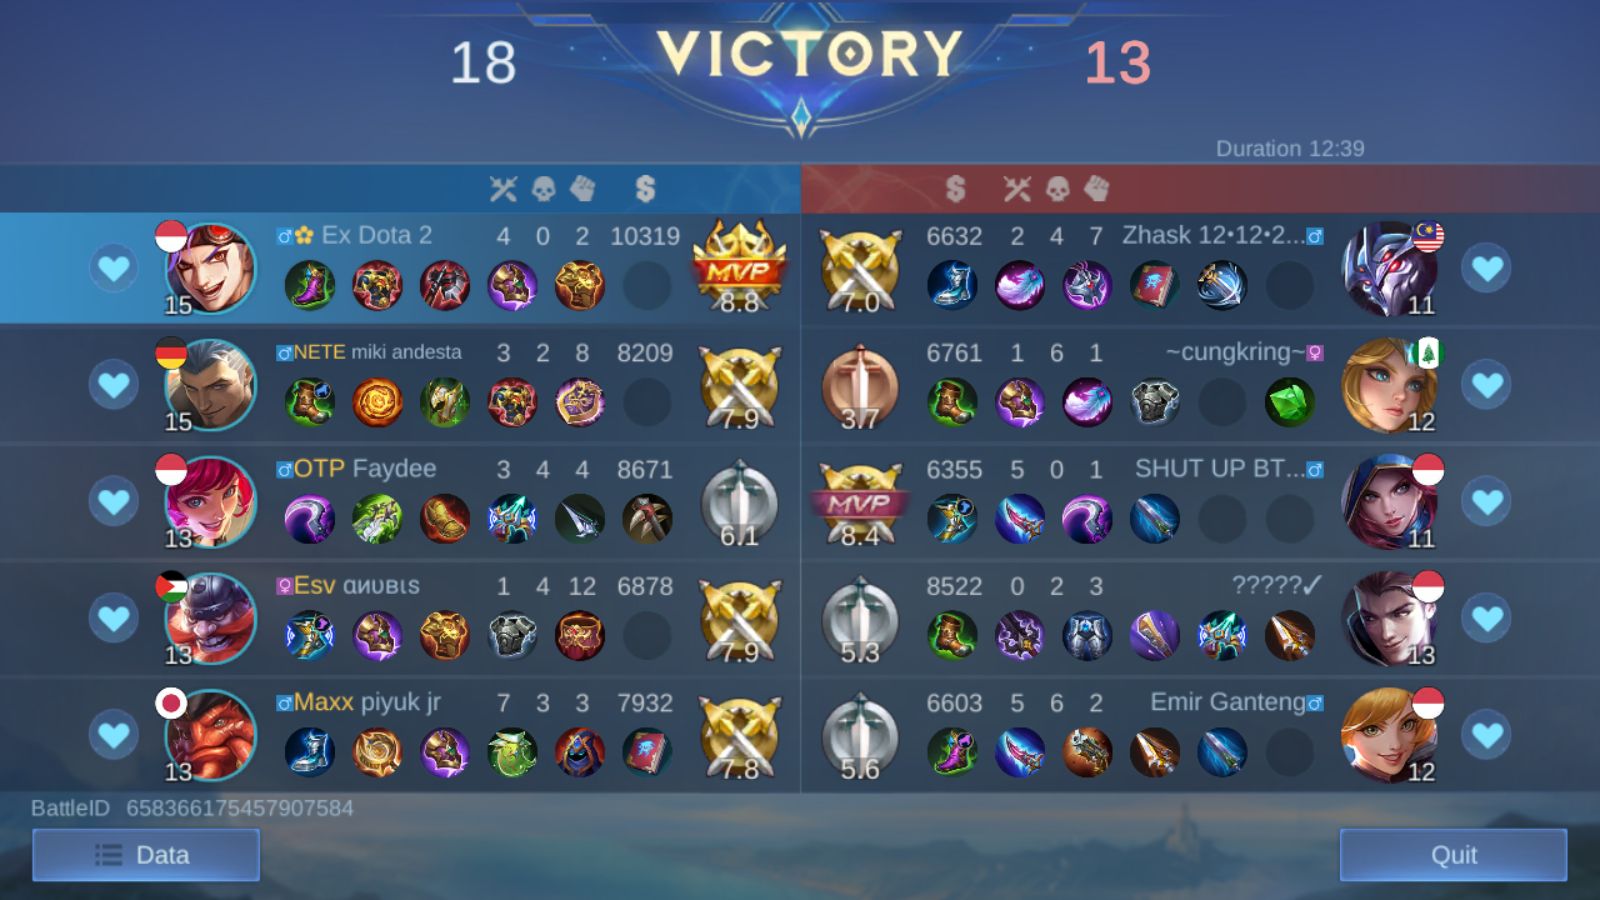 18 VICTORY 13
Duration 12:39
Ex Dota 2 4 0 2 10319
15 MVP 8.8
6632 2 4 7 Zhask 12•12•2...
7.0 11
NETE miki andesta 3 2 8 8209
15 7.9
6761 1 6 1 ~cungkring~
3.7 12
OTP Faydee 3 4 4 8671
13 6.1
6355 5 0 1 SHUT UP BT...
MVP 8.4 11
Esv αиυвιѕ 1 4 12 6878
13 7.9
8522 0 2 3 ?????✓
5.3 13
Maxx piyuk jr 7 3 3 7932
13 7.8
6603 5 6 2 Emir Ganteng
5.6 12
BattleID 658366175457907584
Data
Quit